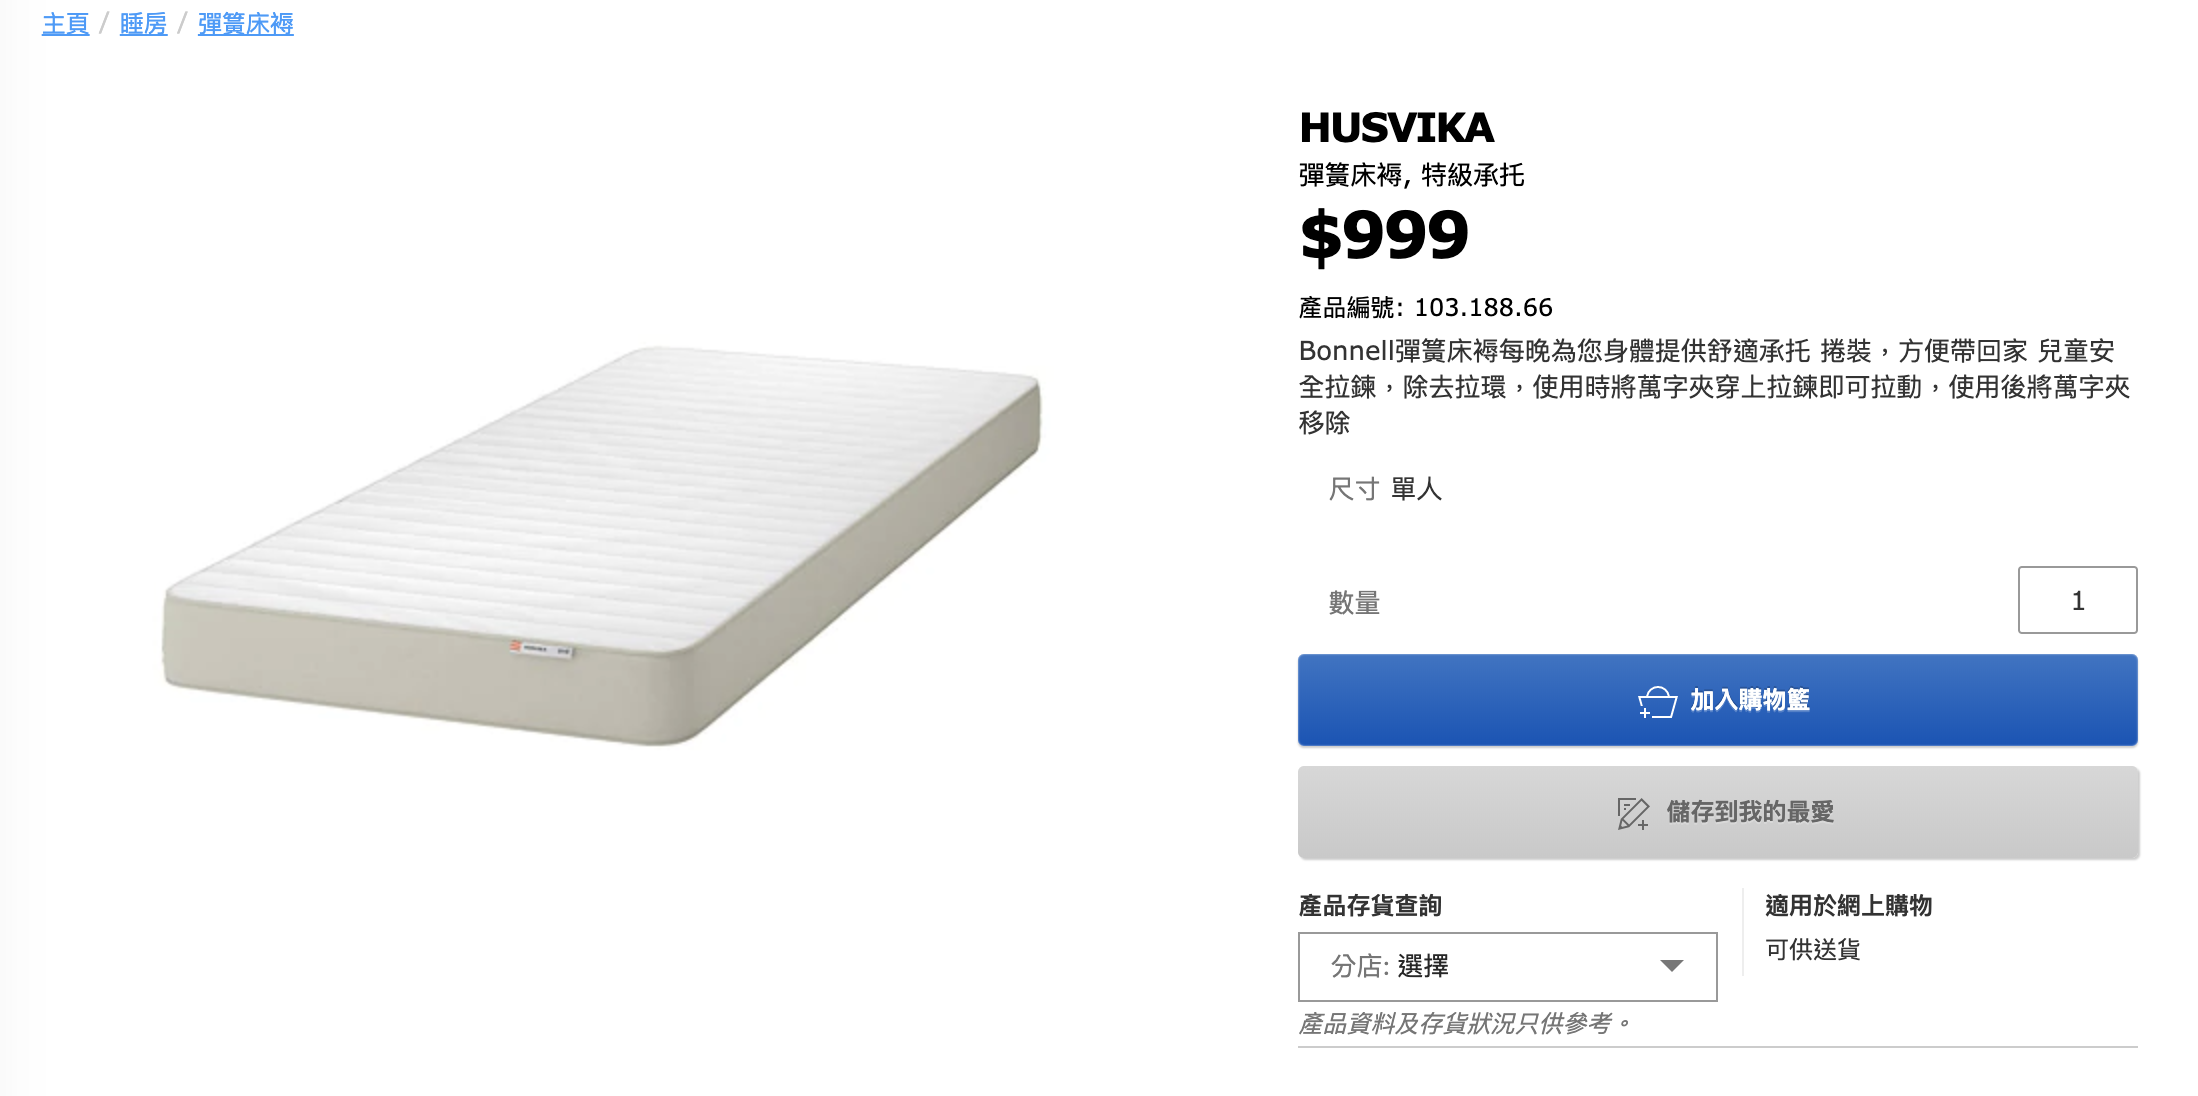 主頁 / 睡房 / 彈簧床褥
HUSVIKA
彈簧床褥, 特級承托
$999
產品編號: 103.188.66
Bonnell彈簧床褥每晚為您身體提供舒適承托 捲裝，方便帶回家 兒童安
全拉鍊，除去拉環，使用時將萬字夾穿上拉鍊即可拉動，使用後將萬字夾
移除
尺寸 單人
數量 1
加入購物籃
儲存到我的最愛
產品存貨查詢
分店: 選擇
產品資料及存貨狀況只供參考。
適用於網上購物
可供送貨
HUSVIKA